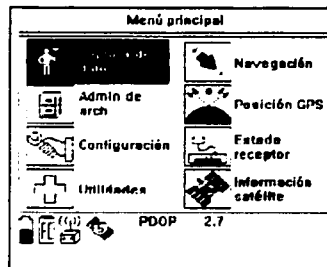 Menú principal
Navegación
Admin de
arch
Posición GPS
Configuración
Estado
receptor
Utilidades
Información
satélite
PDOP 2.7